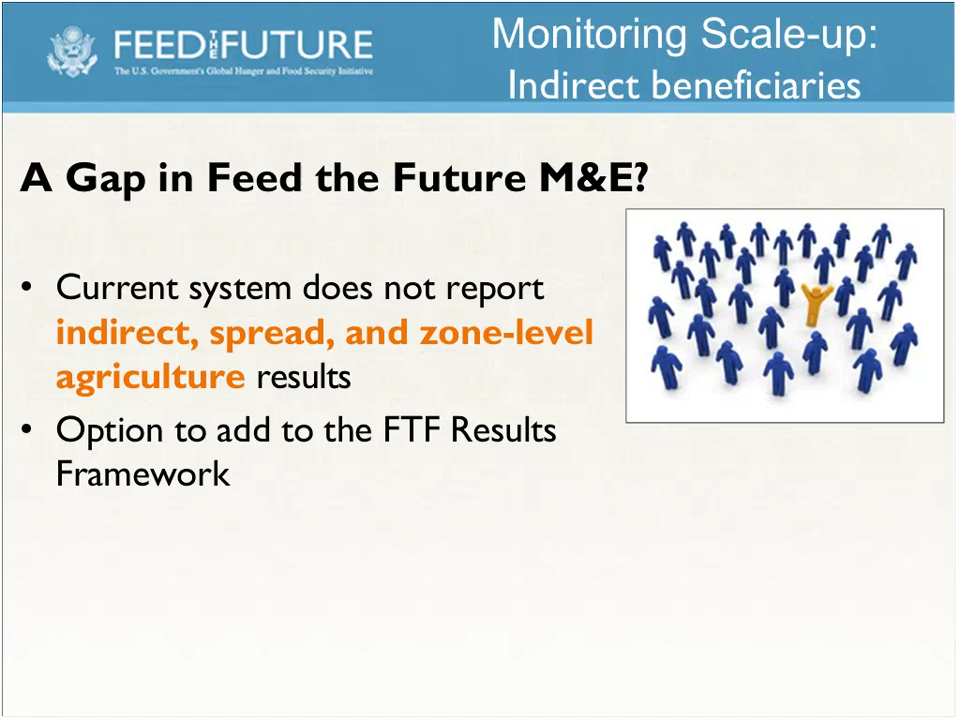 FEED THE FUTURE
The U.S. Government's Global Hunger and Food Security Initiative
Monitoring Scale-up:
Indirect beneficiaries
A Gap in Feed the Future M&E?
• Current system does not report
indirect, spread, and zone-level
agriculture results
• Option to add to the FTF Results
Framework